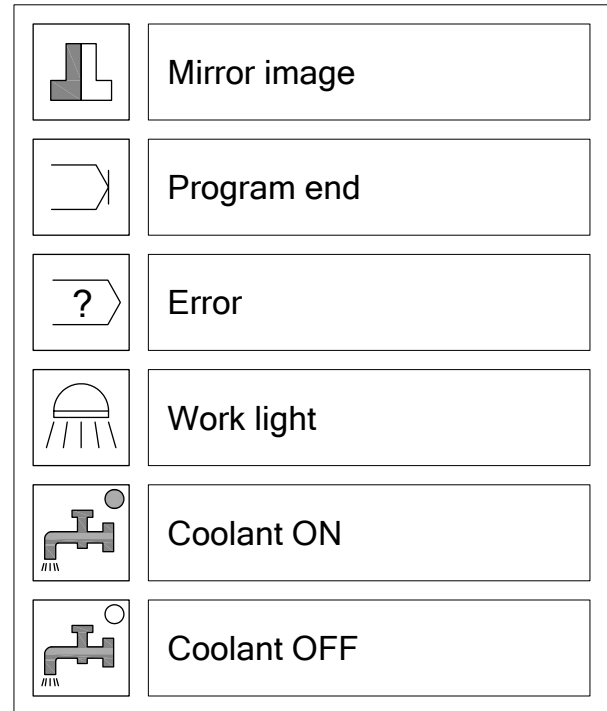 Mirror image
Program end
? Error
Work light
Coolant ON
Coolant OFF